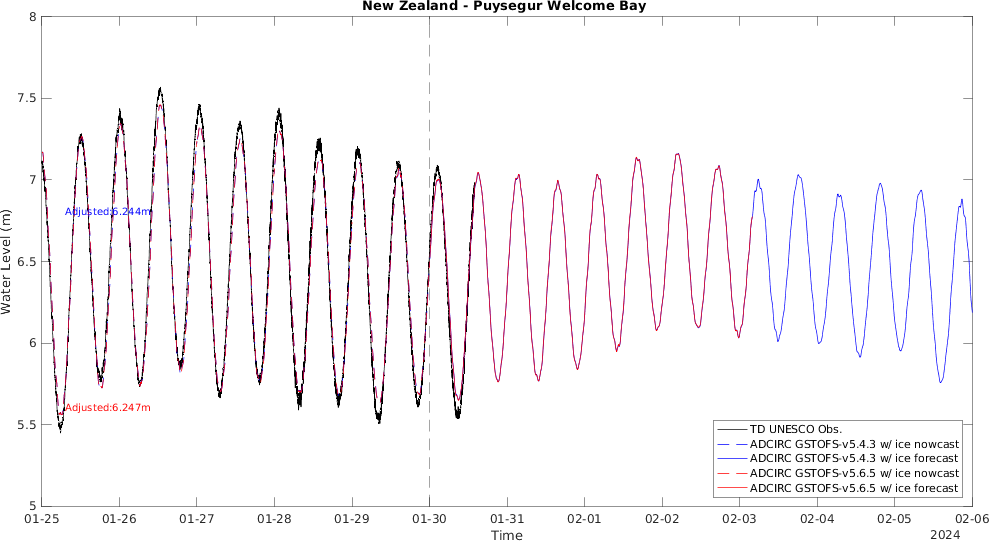 New Zealand - Puysegur Welcome Bay
8
7.5
7
6.5
6
5.5
5
Water Level (m)
Adjusted:6.244m
Adjusted:6.247m
TD UNESCO Obs.
ADCIRC GSTOFS-v5.4.3 w/ ice nowcast
ADCIRC GSTOFS-v5.4.3 w/ ice forecast
ADCIRC GSTOFS-v5.6.5 w/ ice nowcast
ADCIRC GSTOFS-v5.6.5 w/ ice forecast
01-25 01-26 01-27 01-28 01-29 01-30 01-31 02-01 02-02 02-03 02-04 02-05 02-06
Time
2024